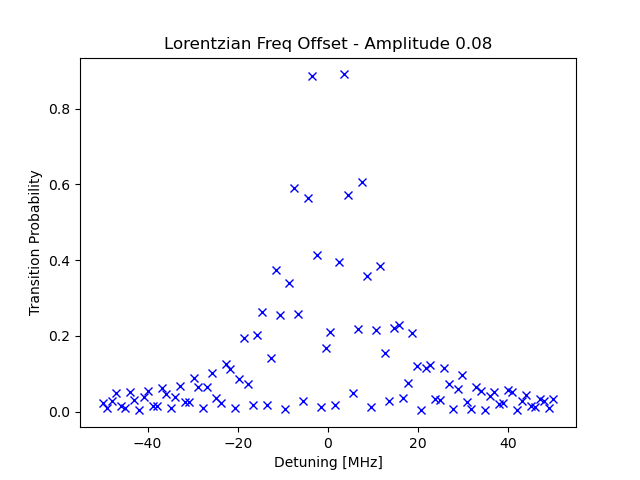 Lorentzian Freq Offset - Amplitude 0.08
Transition Probability
0.8
0.6
0.4
0.2
0.0
−40 −20 0 20 40
Detuning [MHz]